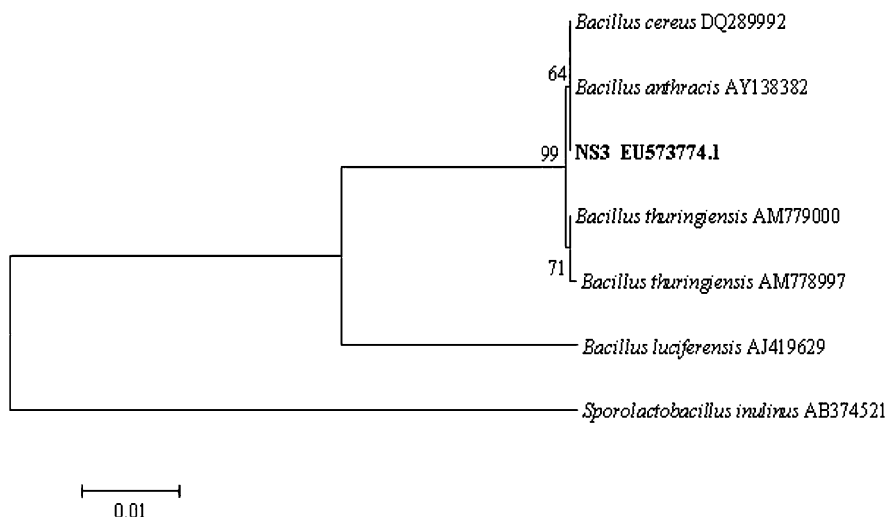 Bacillus cereus DQ289992
64
Bacillus anthracis AY138382
99
NS3 EU573774.1
Bacillus thuringiensis AM779000
71
Bacillus thuringiensis AM778997
Bacillus luciferensis AJ419629
Sporolactobacillus inulinus AB374521
0.01